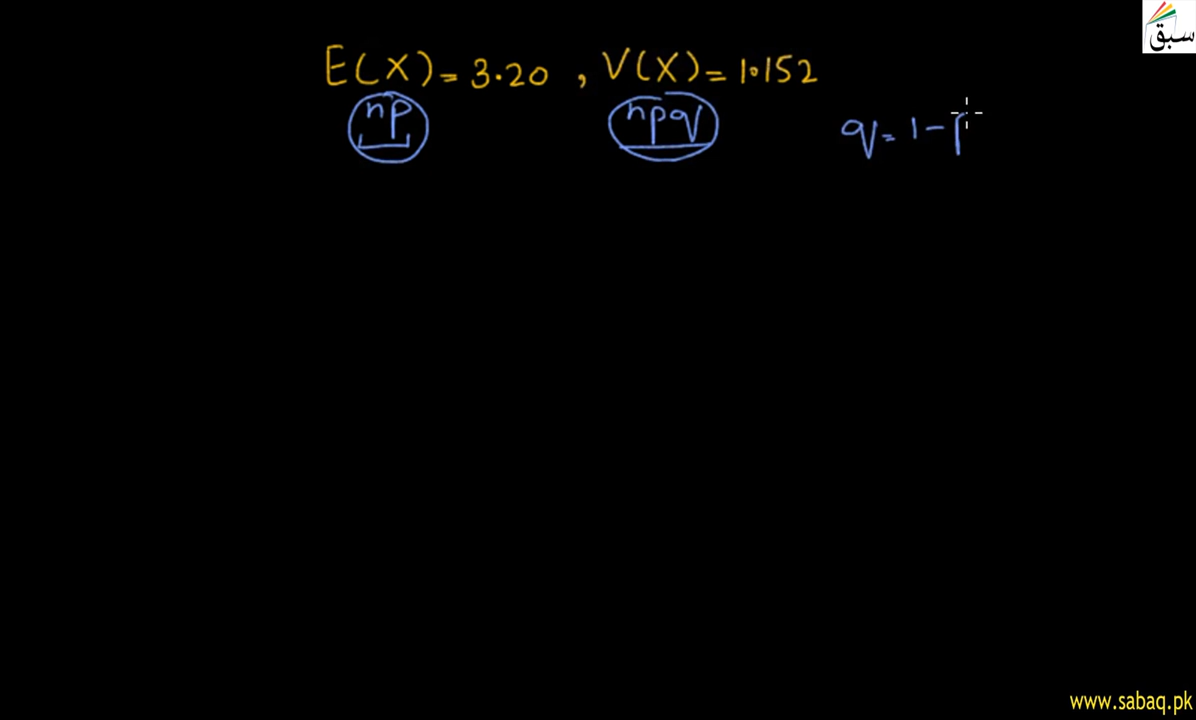 سبق
E(X) = 3.20 , V(X) = 1.152
np npq q = 1 - p
www.sabaq.pk